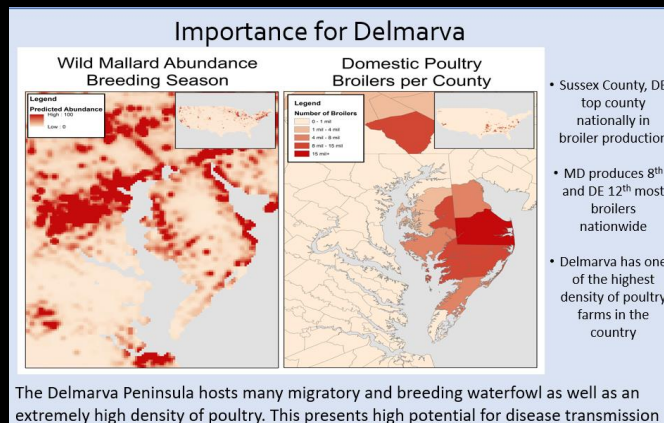 Importance for Delmarva
Wild Mallard Abundance
Breeding Season
Legend
Predicted Abundance
High : 100
Low : 0
Domestic Poultry
Broilers per County
Legend
Number of Broilers
0 - 1 mil
1 mil - 4 mil
4 mil - 8 mil
8 mil - 15 mil
15 mil+
• Sussex County, DE
top county
nationally in
broiler production
• MD produces 8th
and DE 12th most
broilers
nationwide
• Delmarva has one
of the highest
density of poultry
farms in the
country
The Delmarva Peninsula hosts many migratory and breeding waterfowl as well as an
extremely high density of poultry. This presents high potential for disease transmission